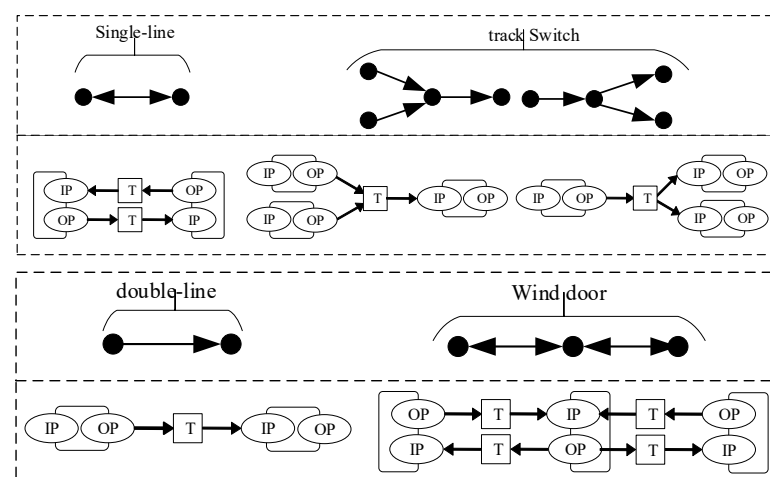 Single-line track Switch
IP OP IP OP
IP T OP T IP OP IP OP T
OP T IP IP OP IP OP
double-line Wind door
OP T IP T OP
IP OP T IP OP
IP T OP T IP